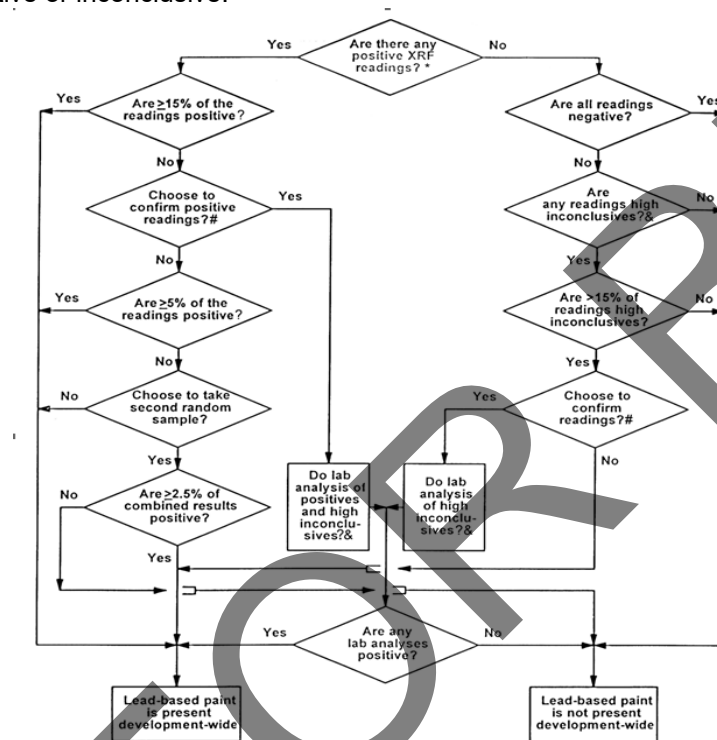 Yes
Are there any
positive XRF
readings? *
No
Yes
Are ≥15% of the
readings positive?
Are all readings
negative?
Yes
No
No
Choose to
confirm positive
readings?#
Yes
Are
any readings high
inconclusives?&
No
No
Yes
Yes
Are ≥5% of the
readings positive?
Are >15% of
readings high
inconclusives?
No
No
Yes
No
Choose to take
second random
sample?
Yes
Choose to
confirm
readings?#
Yes
No
No
Are ≥2.5% of
combined results
positive?
Do lab
analysis of
positives
and high
inconclu-
sives?&
Do lab
analysis
of high
inconclu-
sives?&
Yes
Yes
Are any
lab analyses
positive?
No
Lead-based paint
is present
development-wide
Lead-based paint
is not present
development-wide